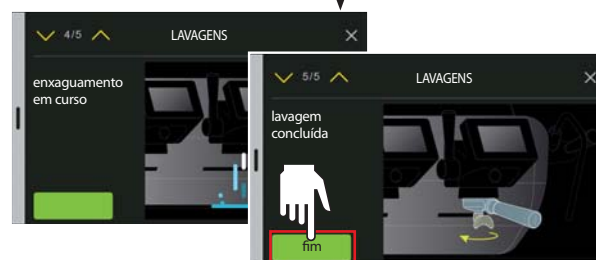 4/5
LAVAGENS
enxaguamento
em curso
5/5
LAVAGENS
lavagem
concluída
fim